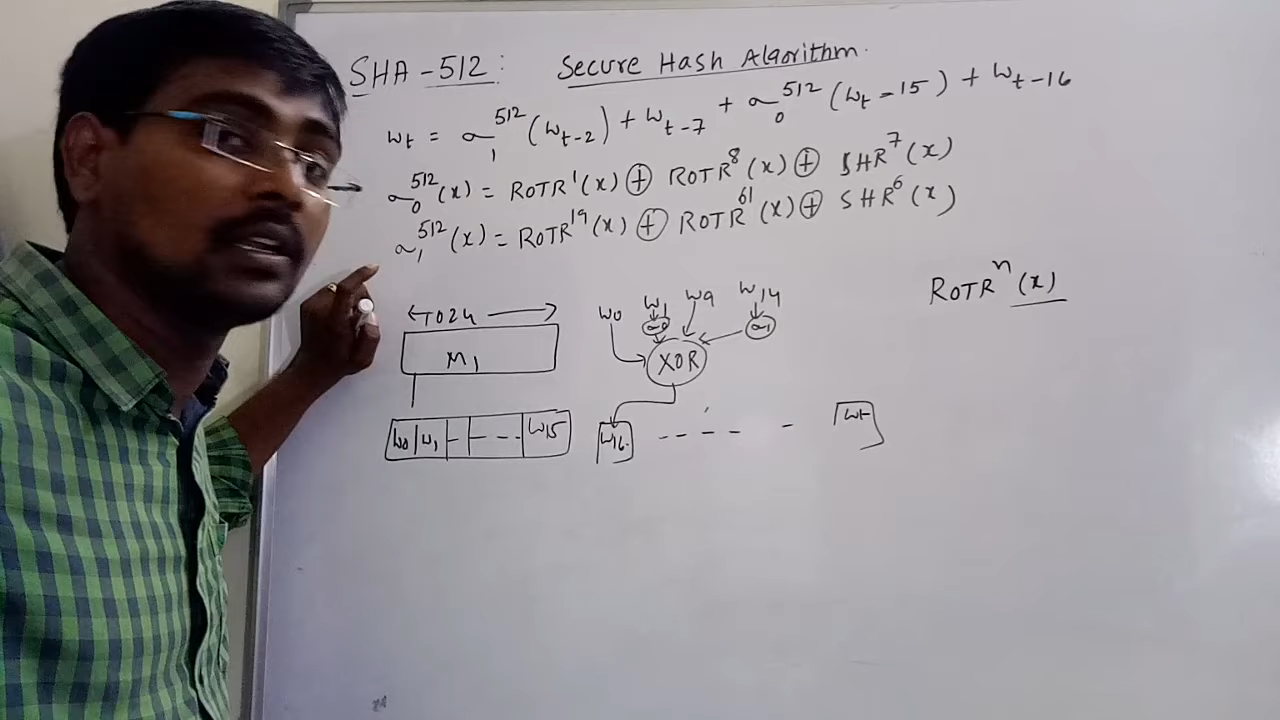 SHA-512: Secure Hash Algorithm.
Wt = σ₁⁵¹² (Wt-2) + Wt-7 + σ₀⁵¹² (Wt-15) + Wt-16
→ σ₀⁵¹² (x) = ROTR¹(x) ⊕ ROTR⁸(x) ⊕ SHR⁷(x)
σ₁⁵¹² (x) = ROTR¹⁹(x) ⊕ ROTR⁶¹(x) ⊕ SHR⁶(x)
ROTRⁿ(x)
← 1024 →
M₁
W0 W1 W9 W14
σ0 σ1
XOR
W0 W1 - - - - - W15
W16 - - - - - Wt